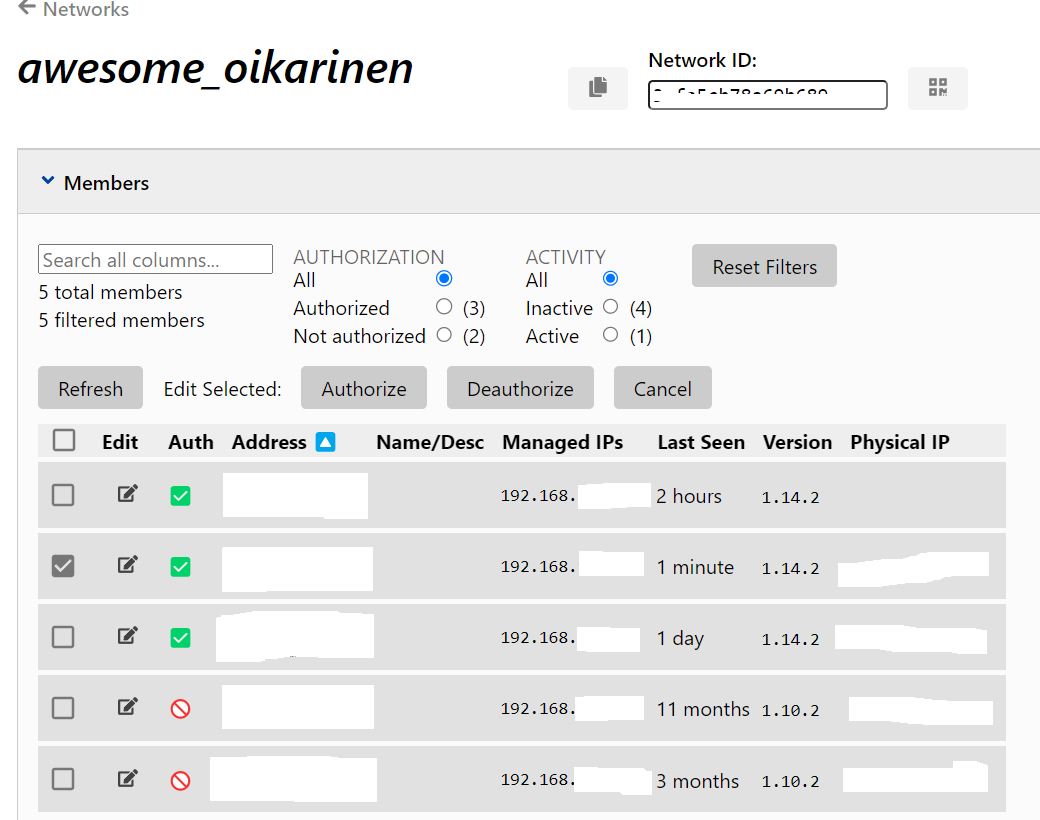 Networks
awesome_oikarinen
Network ID:
Members
Search all columns...
5 total members
5 filtered members
AUTHORIZATION
All
Authorized (3)
Not authorized (2)
ACTIVITY
All
Inactive (4)
Active (1)
Reset Filters
Refresh Edit Selected: Authorize Deauthorize Cancel
Edit Auth Address Name/Desc Managed IPs Last Seen Version Physical IP
192.168. 2 hours 1.14.2
192.168. 1 minute 1.14.2
192.168. 1 day 1.14.2
192.168. 11 months 1.10.2
192.168. 3 months 1.10.2